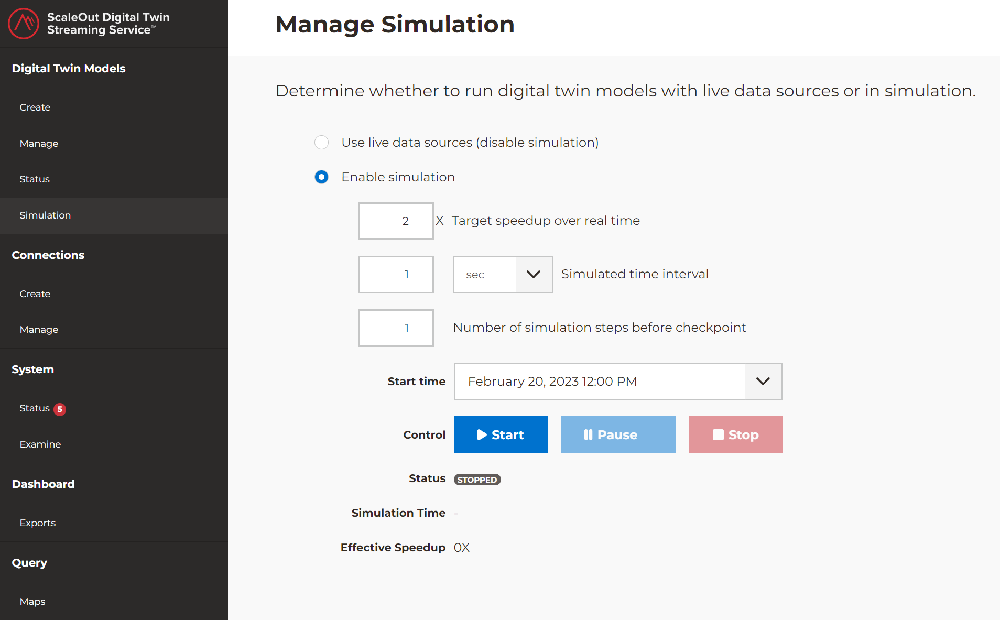 ScaleOut Digital Twin
Streaming Service™
Digital Twin Models
Create
Manage
Status
Simulation
Connections
Create
Manage
System
Status 5
Examine
Dashboard
Exports
Query
Maps
Manage Simulation
Determine whether to run digital twin models with live data sources or in simulation.
Use live data sources (disable simulation)
Enable simulation
2 X Target speedup over real time
1 sec Simulated time interval
1 Number of simulation steps before checkpoint
Start time February 20, 2023 12:00 PM
Control Start Pause Stop
Status STOPPED
Simulation Time -
Effective Speedup 0X